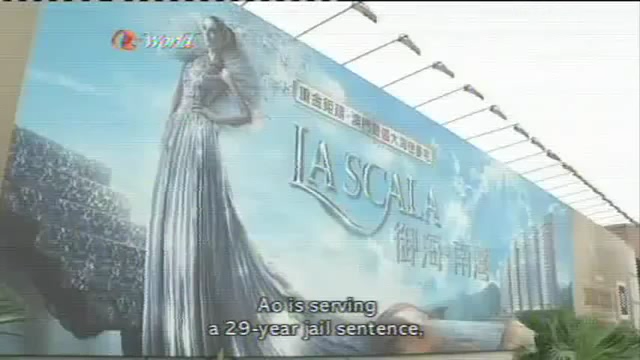 World
LA SCALA
御海·南灣
Ao is serving
a 29-year jail sentence,